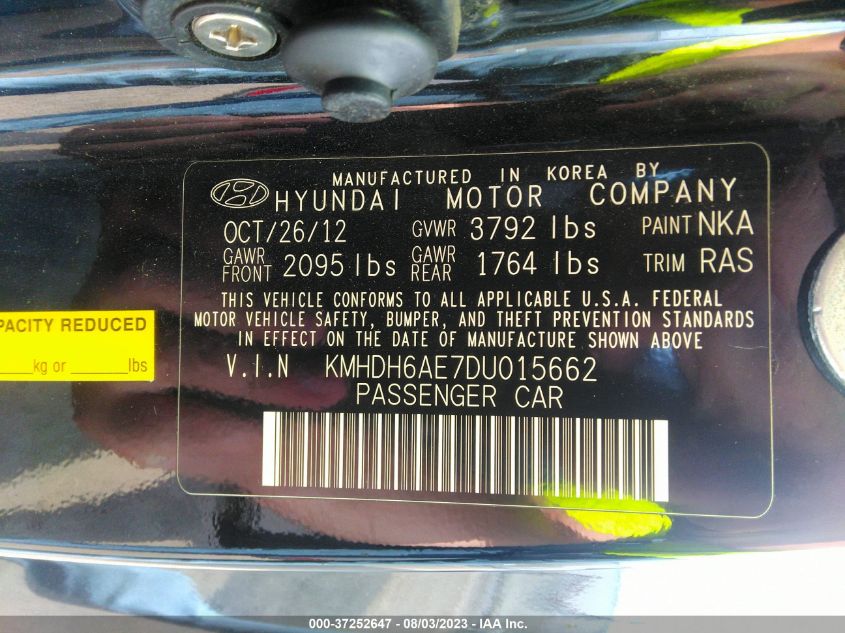 MANUFACTURED IN KOREA BY
HYUNDAI MOTOR COMPANY
OCT/26/12 GVWR 3792 lbs PAINT NKA
GAWR FRONT 2095 lbs GAWR REAR 1764 lbs TRIM RAS
THIS VEHICLE CONFORMS TO ALL APPLICABLE U.S.A. FEDERAL
MOTOR VEHICLE SAFETY, BUMPER, AND THEFT PREVENTION STANDARDS
IN EFFECT ON THE DATE OF MANUFACTURE SHOWN ABOVE
V.I.N KMHDH6AE7DU015662
PASSENGER CAR
PACITY REDUCED
kg or lbs
000-37252647 - 08/03/2023 - IAA Inc.